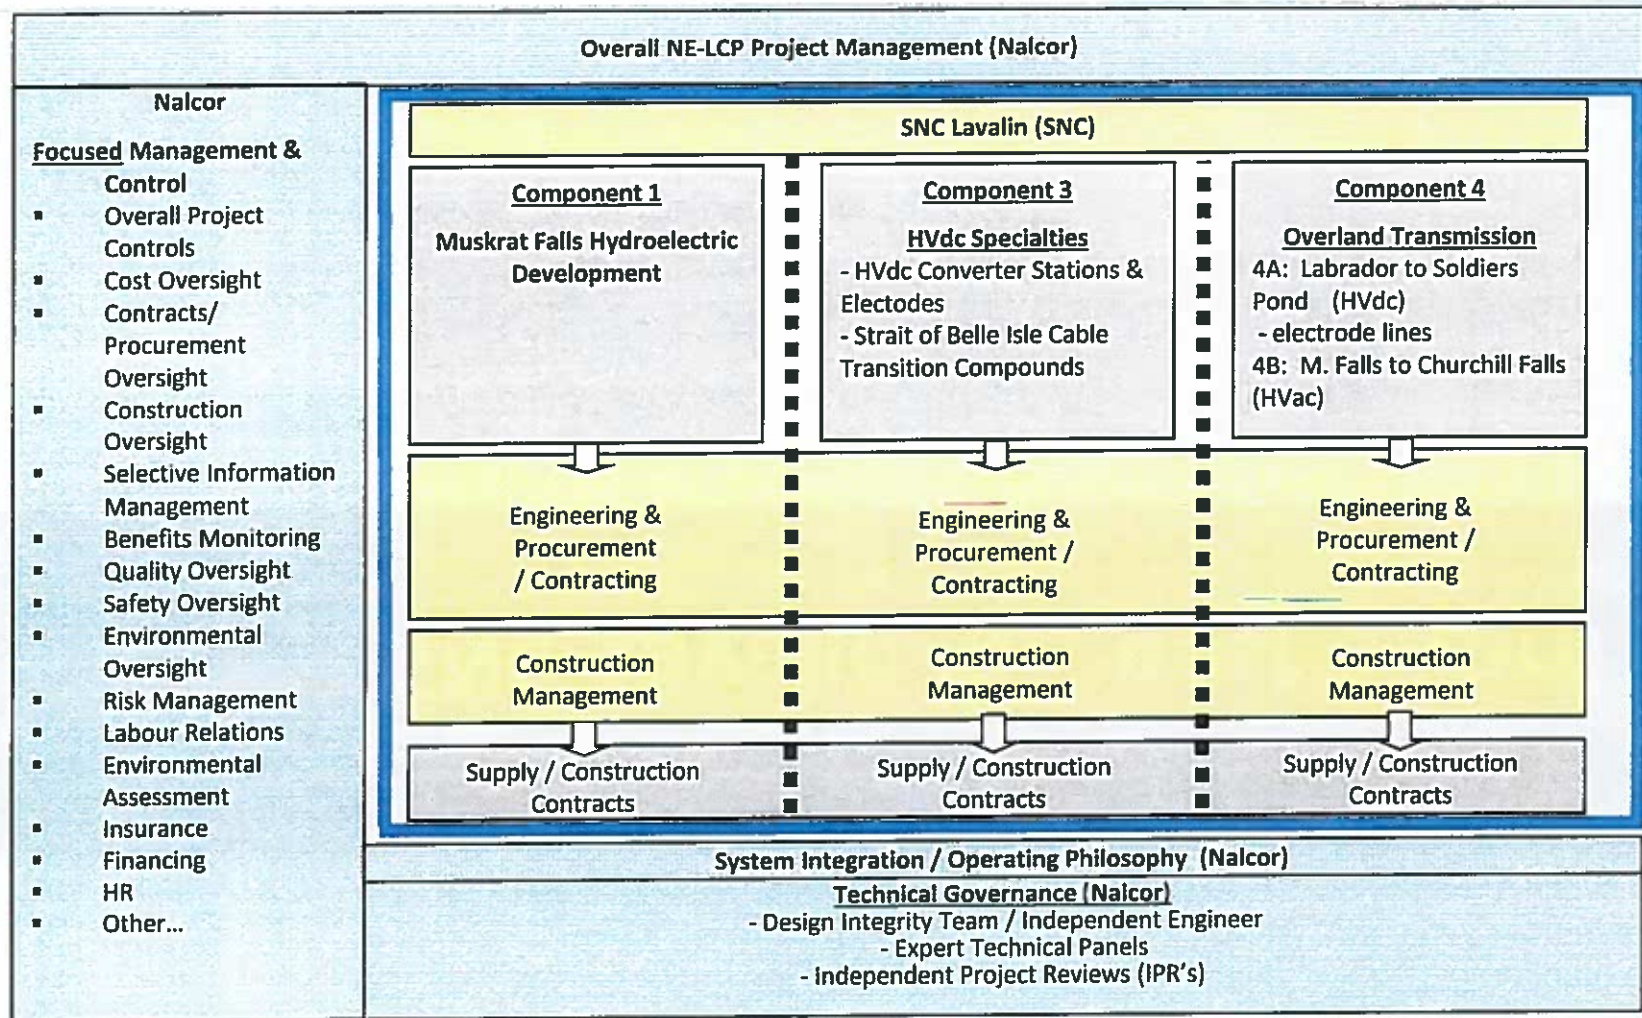 Overall NE-LCP Project Management (Nalcor)
Nalcor
Focused Management &
Control
▪ Overall Project
Controls
▪ Cost Oversight
▪ Contracts/
Procurement
Oversight
▪ Construction
Oversight
▪ Selective Information
Management
▪ Benefits Monitoring
▪ Quality Oversight
▪ Safety Oversight
▪ Environmental
Oversight
▪ Risk Management
▪ Labour Relations
▪ Environmental
Assessment
▪ Insurance
▪ Financing
▪ HR
▪ Other...
SNC Lavalin (SNC)
Component 1
Muskrat Falls Hydroelectric
Development
Engineering &
Procurement
/ Contracting
Construction
Management
Supply / Construction
Contracts
Component 3
HVdc Specialties
- HVdc Converter Stations &
Electodes
- Strait of Belle Isle Cable
Transition Compounds
Engineering &
Procurement /
Contracting
Construction
Management
Supply / Construction
Contracts
Component 4
Overland Transmission
4A: Labrador to Soldiers
Pond (HVdc)
- electrode lines
4B: M. Falls to Churchill Falls
(HVac)
Engineering &
Procurement /
Contracting
Construction
Management
Supply / Construction
Contracts
System Integration / Operating Philosophy (Nalcor)
Technical Governance (Nalcor)
- Design Integrity Team / Independent Engineer
- Expert Technical Panels
- Independent Project Reviews (IPR's)